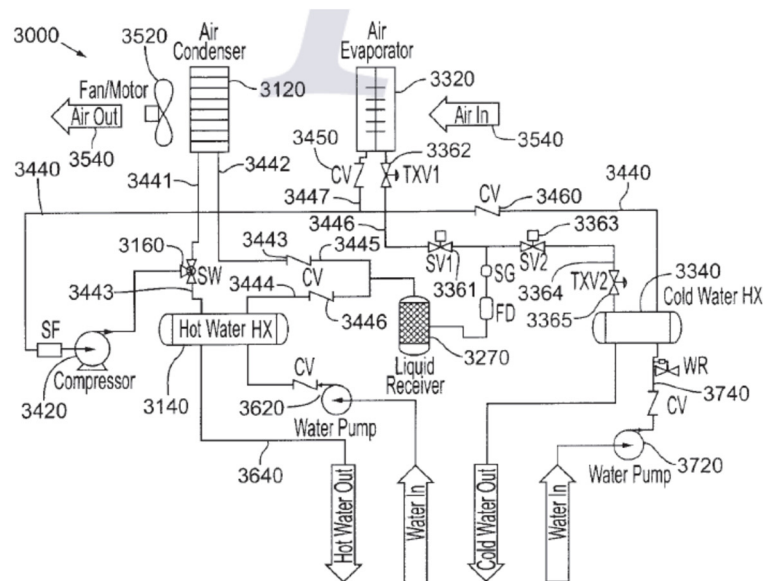 3000
3520
Air
Condenser
Air
Evaporator
Fan/Motor
3120
3320
Air Out
3540
Air In
3540
3450
3362
3442
CV
TXV1
3440
3441
3447
CV
3460
3440
3446
3363
3160
3443
3445
SW
SV1
SV2
3443
3444
CV
3361
SG
TXV2
3364
3340
3446
FD
3365
Cold Water HX
SF
Hot Water HX
3270
3420
Compressor
Liquid
Receiver
WR
3140
CV
3740
3620
CV
Water Pump
3640
Water Pump
3720
Hot Water Out
Water In
Cold Water Out
Water In